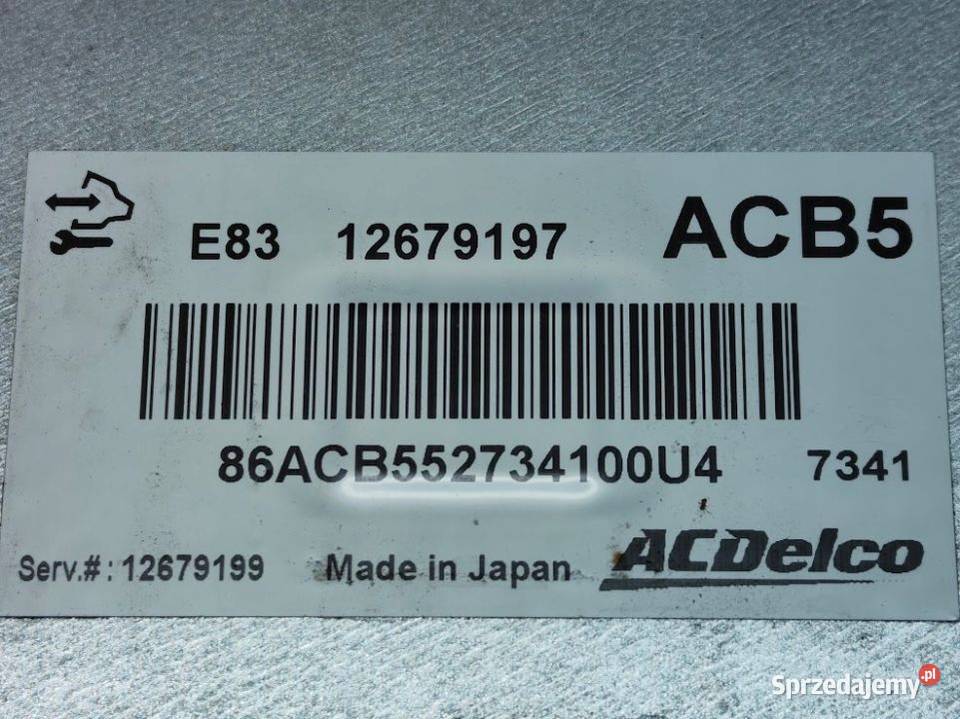 E83 12679197 ACB5
86ACB552734100U4 7341
Serv.#: 12679199 Made in Japan ACDelco
Sprzedajemy.pl